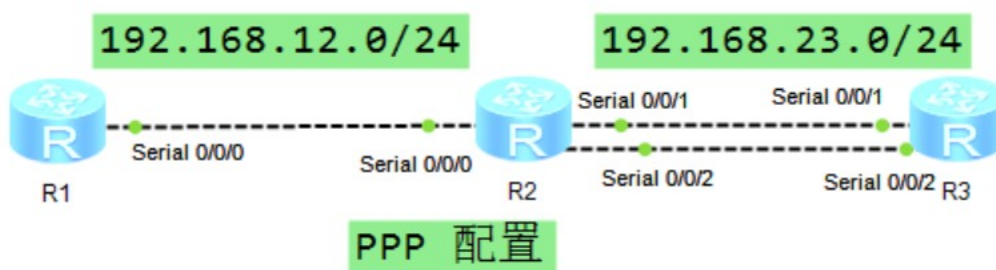 192.168.12.0/24
192.168.23.0/24
Serial 0/0/1
Serial 0/0/1
R
R
R
Serial 0/0/0
Serial 0/0/0
Serial 0/0/2
Serial 0/0/2
R1
R2
R3
PPP 配置